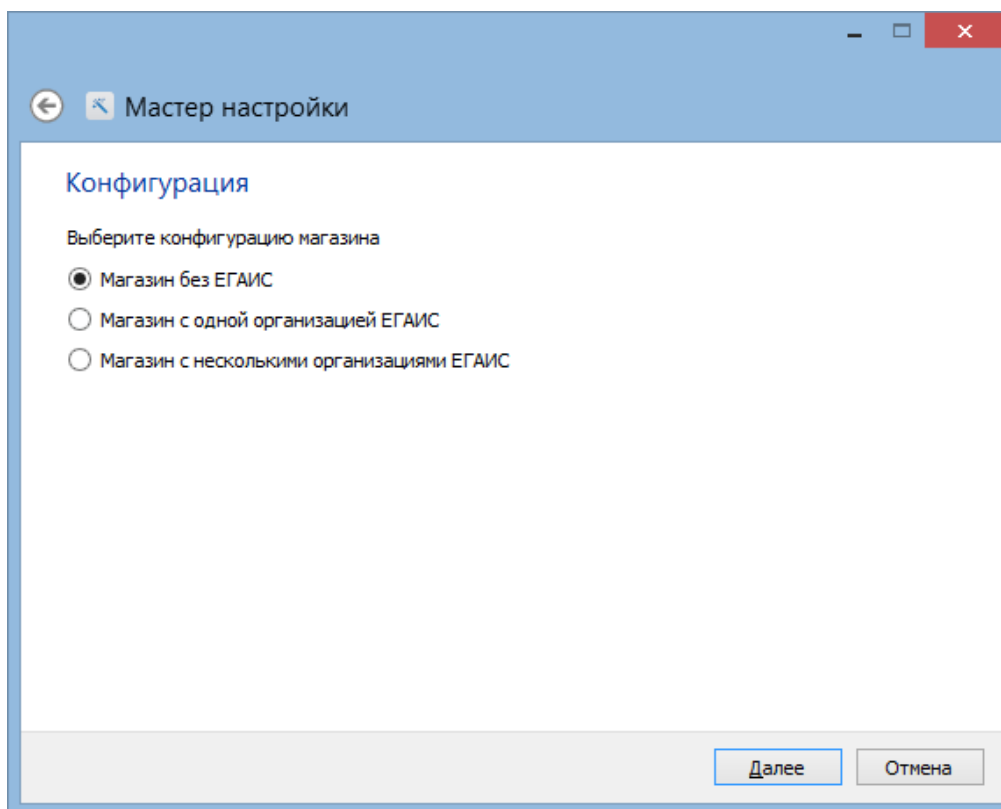 Мастер настройки
Конфигурация
Выберите конфигурацию магазина
Магазин без ЕГАИС
Магазин с одной организацией ЕГАИС
Магазин с несколькими организациями ЕГАИС
Далее Отмена